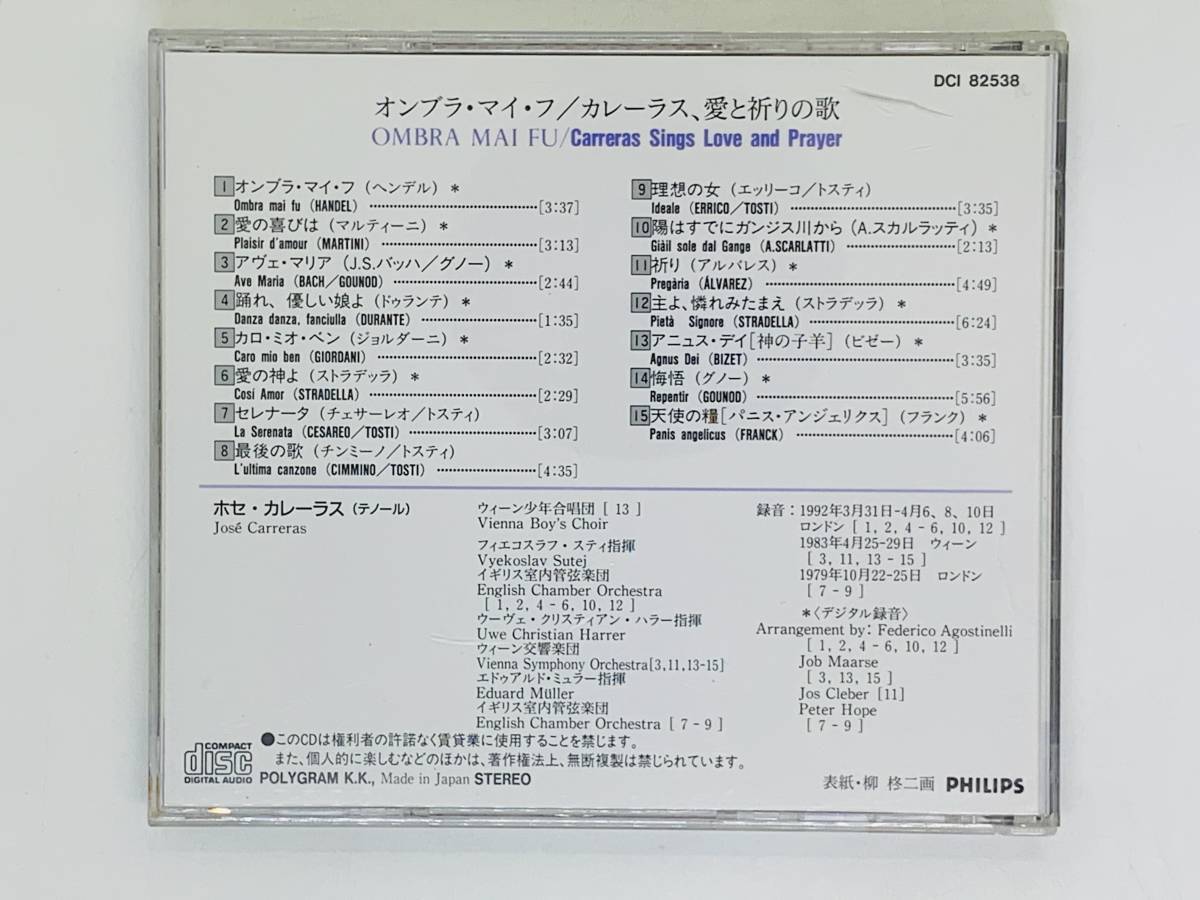 DCI 82538
オンブラ・マイ・フ／カレーラス、愛と祈りの歌
OMBRA MAI FU/Carreras Sings Love and Prayer
1 オンブラ・マイ・フ（ヘンデル）＊
Ombra mai fu (HANDEL) [3:37]
2 愛の喜びは（マルティーニ）＊
Plaisir d'amour (MARTINI) [3:13]
3 アヴェ・マリア（J.S.バッハ／グノー）＊
Ave Maria (BACH／GOUNOD) [2:44]
4 踊れ、優しい娘よ（ドゥランテ）＊
Danza danza, fanciulla (DURANTE) [1:35]
5 カロ・ミオ・ベン（ジョルダーニ）＊
Caro mio ben (GIORDANI) [2:32]
6 愛の神よ（ストラデッラ）＊
Cosí Amor (STRADELLA) [2:29]
7 セレナータ（チェサーレオ／トスティ）
La Serenata (CESAREO／TOSTI) [3:07]
8 最後の歌（チンミーノ／トスティ）
L'ultima canzone (CIMMINO／TOSTI) [4:35]
9 理想の女（エッリーコ／トスティ）
Ideale (ERRICO／TOSTI) [3:35]
10 陽はすでにガンジス川から（A.スカルラッティ）＊
Giàil sole dal Gange (A.SCARLATTI) [2:13]
11 祈り（アルバレス）＊
Pregária (ÁLVAREZ) [4:49]
12 主よ、憐れみたまえ（ストラデッラ）＊
Pietà Signore (STRADELLA) [6:24]
13 アニュス・デイ［神の子羊］（ビゼー）＊
Agnus Dei (BIZET) [3:35]
14 悔悟（グノー）＊
Repentir (GOUNOD) [5:56]
15 天使の糧［パニス・アンジェリクス］（フランク）＊
Panis angelicus (FRANCK) [4:06]
ホセ・カレーラス（テノール）
José Carreras
ウィーン少年合唱団 [ 13 ]
Vienna Boy's Choir
フィエコスラフ・スティ指揮
Vyekoslav Sutej
イギリス室内管弦楽団
English Chamber Orchestra
[ 1, 2, 4 - 6, 10, 12 ]
ウーヴェ・クリスティアン・ハラー指揮
Uwe Christian Harrer
ウィーン交響楽団
Vienna Symphony Orchestra[3,11,13-15]
エドゥアルド・ミュラー指揮
Eduard Müller
イギリス室内管弦楽団
English Chamber Orchestra [ 7 - 9 ]
録音：1992年3月31日-4月6、8、10日
ロンドン [ 1, 2, 4 - 6, 10, 12 ]
1983年4月25-29日 ウィーン
[ 3, 11, 13 - 15 ]
1979年10月22-25日 ロンドン
[ 7 - 9 ]
＊〈デジタル録音〉
Arrangement by: Federico Agostinelli
[ 1, 2, 4 - 6, 10, 12 ]
Job Maarse
[ 3, 13, 15 ]
Jos Cleber [11]
Peter Hope
[ 7 - 9 ]
COMPACT
disc
DIGITAL AUDIO
●このCDは権利者の許諾なく賃貸業に使用することを禁じます。
また、個人的に楽しむなどのほかは、著作権法上、無断複製は禁じられています。
POLYGRAM K.K., Made in Japan STEREO
表紙・柳 柊二画 PHILIPS